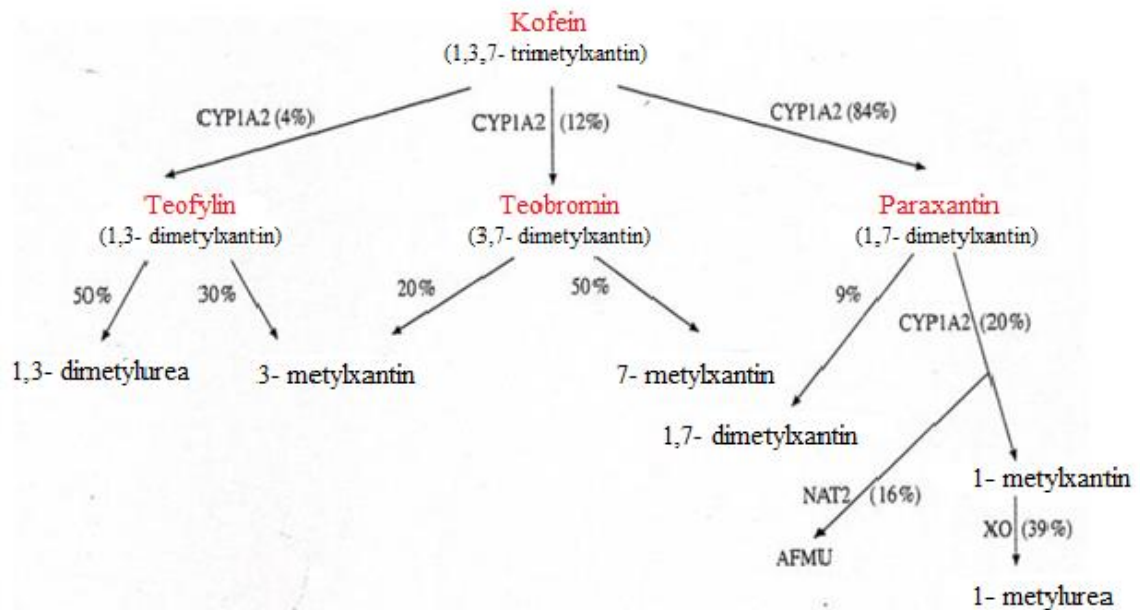 Kofein
(1,3,7- trimetylxantin)
CYP1A2 (4%)
CYP1A2 (12%)
CYP1A2 (84%)
Teofylin
(1,3- dimetylxantin)
Teobromin
(3,7- dimetylxantin)
Paraxantin
(1,7- dimetylxantin)
50%
30%
20%
50%
9%
CYP1A2 (20%)
1,3- dimetylurea
3- metylxantin
7- metylxantin
1,7- dimetylxantin
NAT2 (16%)
1- metylxantin
XO (39%)
AFMU
1- metylurea